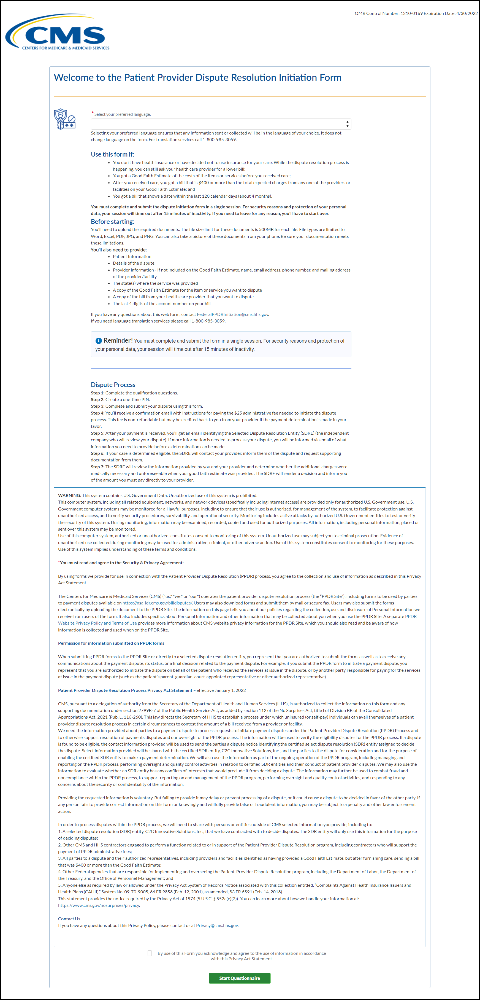 OMB Control Number: 1210-0169 Expiration Date: 4/30/2022
CMS
CENTERS FOR MEDICARE & MEDICAID SERVICES
Welcome to the Patient Provider Dispute Resolution Initiation Form
* Select your preferred language.
Selecting your preferred language ensures that any information sent or collected will be in the language of your choice. It does not
change language on the form. For translation services call 1-800-985-3059.
Use this form if:
• You don't have health insurance or have decided not to use insurance for your care. While the dispute resolution process is
happening, you can still ask your health care provider for a lower bill;
• You got a Good Faith Estimate of the costs of the items or services before you received care;
• After you received care, you got a bill that is $400 or more than the total expected charges from any one of the providers or
facilities on your Good Faith Estimate; and
• You got a bill that shows a date within the last 120 calendar days (about 4 months).
You must complete and submit the dispute initiation form in a single session. For security reasons and protection of your personal
data, your session will time out after 15 minutes of inactivity. If you need to leave for any reason, you'll have to start over.
Before starting:
You'll need to upload the required documents. The file size limit for these documents is 500MB for each file. File types are limited to
Word, Excel, PDF, JPG, and PNG. You can also take a picture of these documents from your phone. Be sure your documentation meets
these limitations.
You'll also need to provide:
• Patient Information
• Details of the dispute
• Provider information - If not included on the Good Faith Estimate, name, email address, phone number, and mailing address
of the provider/facility
• The state(s) where the service was provided
• A copy of the Good Faith Estimate for the item or service you want to dispute
• A copy of the bill from your health care provider that you want to dispute
• The last 4 digits of the account number on your bill
If you have any questions about this web form, contact FederalPPDRInitiation@cms.hhs.gov.
If you need language translation services please call 1-800-985-3059.
Reminder! You must complete and submit the form in a single session. For security reasons and protection of
your personal data, your session will time out after 15 minutes of inactivity.
Dispute Process
Step 1: Complete the qualification questions.
Step 2: Create a one-time PIN.
Step 3: Complete and submit your dispute using this form.
Step 4: You'll receive a confirmation email with instructions for paying the $25 administrative fee needed to initiate the dispute
process. This fee is non-refundable but may be credited back to you from your provider if the payment determination is made in your
favor.
Step 5: After your payment is received, you'll get an email identifying the Selected Dispute Resolution Entity (SDRE) (the independent
company who will review your dispute). If more information is needed to process your dispute, you will be informed via email of what
information you need to provide before a determination can be made.
Step 6: If your case is determined eligible, the SDRE will contact your provider, inform them of the dispute and request supporting
documentation from them.
Step 7: The SDRE will review the information provided by you and your provider and determine whether the additional charges were
medically necessary and unforeseeable when your good faith estimate was provided. The SDRE will render a decision and inform you
of the amount you must pay directly to your provider.
WARNING: This system contains U.S. Government Data. Unauthorized use of this system is prohibited.
This computer system, including all related equipment, networks, and network devices (specifically including internet access) are provided only for authorized U.S. Government use. U.S.
Government computer systems may be monitored for all lawful purposes, including to ensure that their use is authorized, for management of the system, to facilitate protection against
unauthorized access, and to verify security procedures, survivability, and operational security. Monitoring includes active attacks by authorized U.S. Government entities to test or verify
the security of this system. During monitoring, information may be examined, recorded, copied and used for authorized purposes. All information, including personal information, placed or
sent over this system may be monitored.
Use of this computer system, authorized or unauthorized, constitutes consent to monitoring of this system. Unauthorized use may subject you to criminal prosecution. Evidence of
unauthorized use collected during monitoring may be used for administrative, criminal, or other adverse action. Use of this system constitutes consent to monitoring for these purposes.
Use of this system implies understanding of these terms and conditions.
*You must read and agree to the Security & Privacy Agreement:
By using forms we provide for use in connection with the Patient Provider Dispute Resolution (PPDR) process, you agree to the collection and use of information as described in this Privacy
Act Statement.
The Centers for Medicare & Medicaid Services (CMS) ("us," "we," or "our") operates the patient provider dispute resolution process (the "PPDR Site"), including forms to be used by parties
to payment disputes available on https://nsa-idr.cms.gov/billdisputes/. Users may also download forms and submit them by mail or secure fax. Users may also submit the forms
electronically by uploading the document to the PPDR Site. The information on this page tells you about our policies regarding the collection, use and disclosure of Personal Information we
receive from users of the form. It also includes specifics about Personal Information and other information that may be collected about you when you use the PPDR Site. A separate PPDR
Website Privacy Policy and Terms of Use provides more information about CMS website privacy information for the PPDR Site, which you should also read and be aware of how
information is collected and used when on the PPDR Site.
Permission for information submitted on PPDR forms
When submitting PPDR forms to the PPDR Site or directly to a selected dispute resolution entity, you represent that you are authorized to submit the form, as well as to receive any
communications about the payment dispute, its status, or a final decision related to the payment dispute. For example, if you submit the PPDR form to initiate a payment dispute, you
represent that you are authorized to initiate the dispute on behalf of the patient who received the services at issue in the dispute, or by another party responsible for paying for the services
at issue in the payment dispute (such as the patient's parent, guardian, court-appointed representative or other authorized representative).
Patient Provider Dispute Resolution Process Privacy Act Statement – effective January 1, 2022
CMS, pursuant to a delegation of authority from the Secretary of the Department of Health and Human Services (HHS), is authorized to collect the information on this form and any
supporting documentation under section 2799B-7 of the Public Health Service Act, as added by section 112 of the No Surprises Act, title I of Division BB of the Consolidated
Appropriations Act, 2021 (Pub. L. 116-260). This law directs the Secretary of HHS to establish a process under which uninsured (or self-pay) individuals can avail themselves of a patient
provider dispute resolution process in certain circumstances to contest the amount of a bill received from a provider or facility.
We need the information provided about parties to a payment dispute to process requests to initiate payment disputes under the Patient Provider Dispute Resolution (PPDR) Process and
to otherwise support resolution of payments disputes and our oversight of the PPDR process. The information will be used to verify the eligibility disputes for the PPDR process. If a dispute
is found to be eligible, the contact information provided will be used to send the parties a dispute notice identifying the certified select dispute resolution (SDR) entity assigned to decide
the dispute. Select information provided will be shared with the certified SDR entity, C2C Innovative Solutions, Inc., and the parties to the dispute for consideration and for the purpose of
enabling the certified SDR entity to make a payment determination. We will also use the information as part of the ongoing operation of the PPDR program, including managing and
reporting on the PPDR process, performing oversight and quality control activities in relation to certified SDR entities and their conduct of patient provider disputes. We may also use the
information to evaluate whether an SDR entity has any conflicts of interests that would preclude it from deciding a dispute. The information may further be used to combat fraud and
noncompliance within the PPDR process, to support reporting on and management of the PPDR program, performing oversight and quality control activities, and responding to any
concerns about the security or confidentiality of the information.
Providing the requested information is voluntary. But failing to provide it may delay or prevent processing of a dispute, or it could cause a dispute to be decided in favor of the other party. If
any person fails to provide correct information on this form or knowingly and willfully provide false or fraudulent information, you may be subject to a penalty and other law enforcement
action.
In order to process disputes within the PPDR process, we will need to share with persons or entities outside of CMS selected information you provide, including to:
1. A selected dispute resolution (SDR) entity, C2C Innovative Solutions, Inc., that we have contracted with to decide disputes. The SDR entity will only use this information for the purpose
of deciding disputes;
2. Other CMS and HHS contractors engaged to perform a function related to or in support of the Patient Provider Dispute Resolution program, including contractors who will support the
payment of PPDR administrative fees;
3. All parties to a dispute and their authorized representatives, including providers and facilities identified as having provided a Good Faith Estimate, but after furnishing care, sending a bill
that was $400 or more than the Good Faith Estimate;
4. Other Federal agencies that are responsible for implementing and overseeing the Patient-Provider Dispute Resolution program, including the Department of Labor, the Department of
the Treasury, and the Office of Personnel Management; and
5. Anyone else as required by law or allowed under the Privacy Act System of Records Notice associated with this collection entitled, "Complaints Against Health Insurance Issuers and
Health Plans (CAHII)," System No. 09-70-9005, 66 FR 9858 (Feb. 12, 2001), as amended, 83 FR 6591 (Feb. 14, 2018).
This statement provides the notice required by the Privacy Act of 1974 (5 U.S.C. § 552a(e)(3)). You can learn more about how we handle your information at:
https://www.cms.gov/nosurprises/privacy.
Contact Us
If you have any questions about this Privacy Policy, please contact us at Privacy@cms.hhs.gov.
By use of this Form you acknowledge and agree to the use of information in accordance
with this Privacy Act Statement.
Start Questionnaire